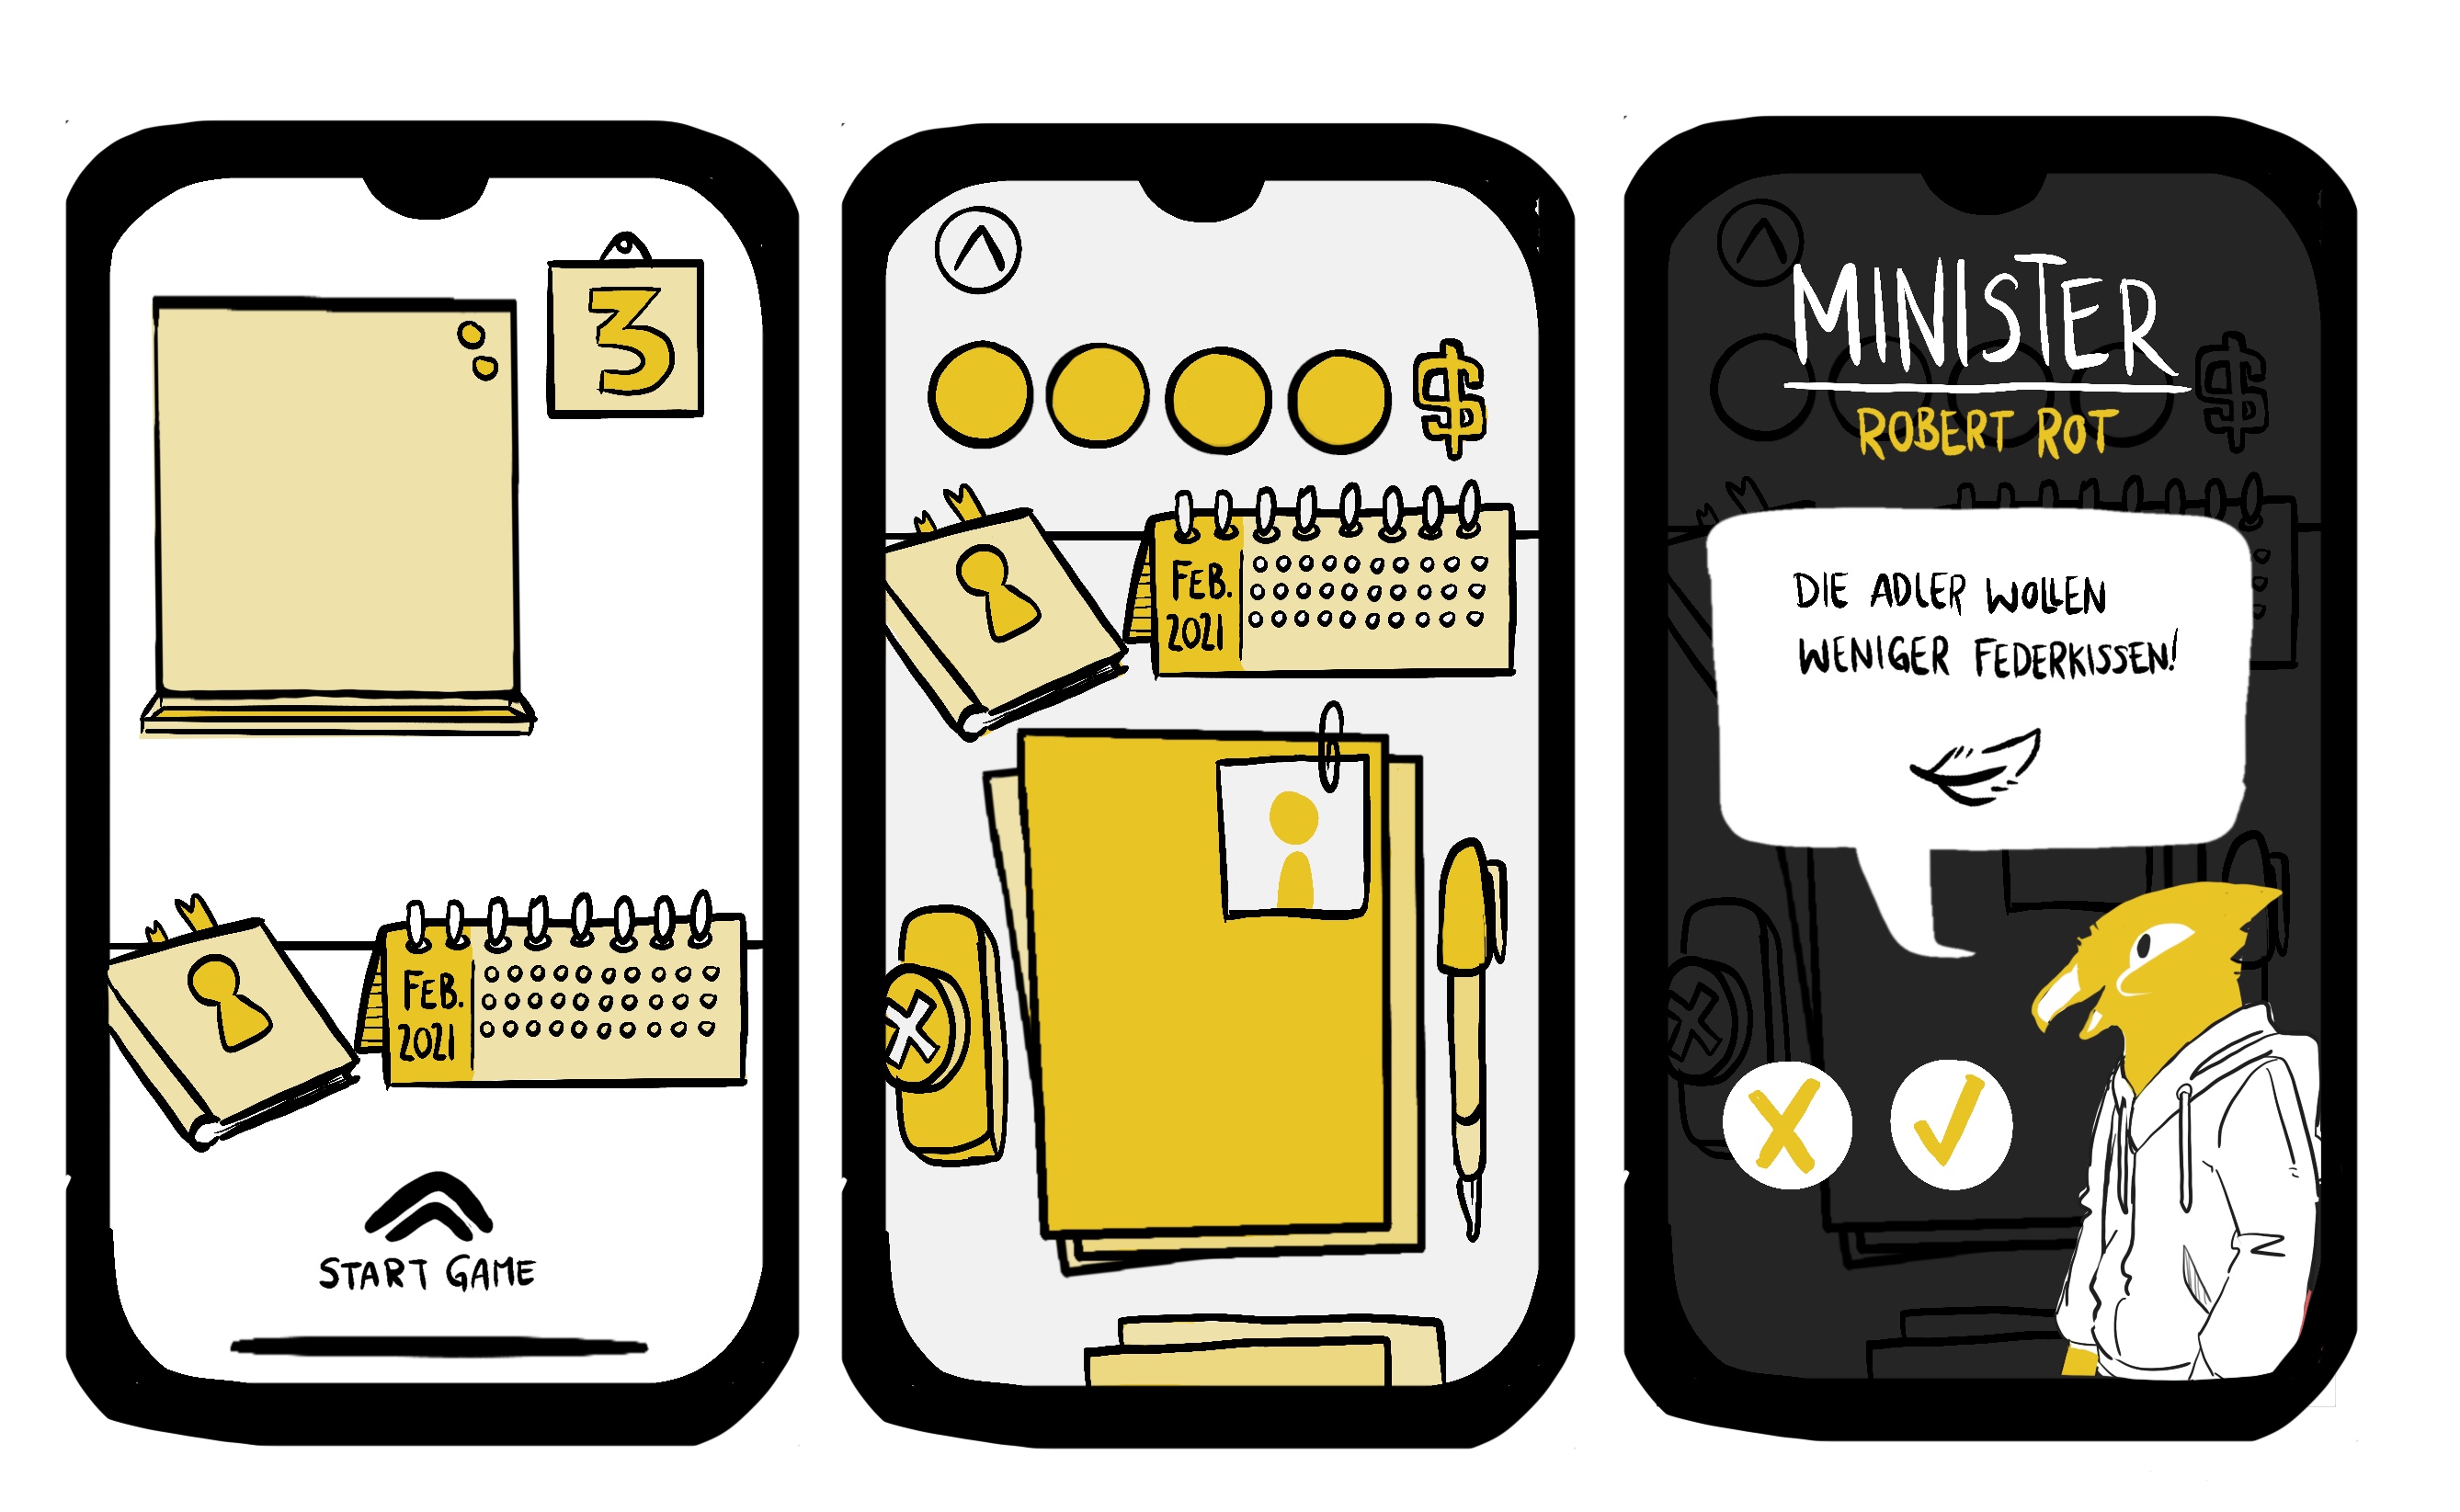 3
FEB.
2021
START GAME
$
FEB.
2021
MINISTER
$
ROBERT ROT
DIE ADLER WOLLEN
WENIGER FEDERKISSEN!